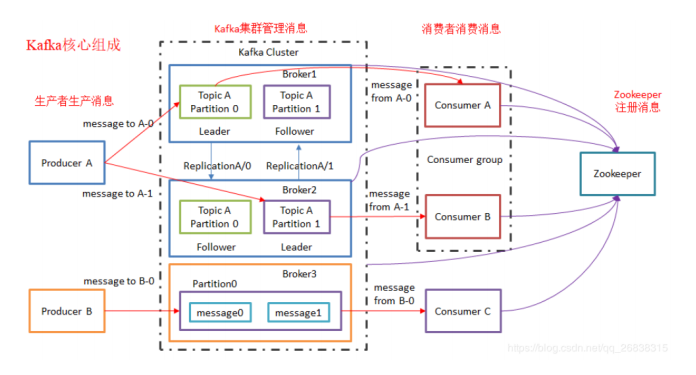 Kafka集群管理消息
消费者消费消息
Kafka核心组成
Kafka Cluster
Broker1
Zookeeper
注册消息
生产者生产消息
Topic A
Partition 0
Topic A
Partition 1
message
from A-0
Consumer A
message to A-0
Leader
Follower
Producer A
ReplicationA/0
ReplicationA/1
Consumer group
Zookeeper
message to A-1
Broker2
Topic A
Partition 0
Topic A
Partition 1
message
from A-1
Consumer B
Follower
Leader
Broker3
message to B-0
Partition0
message
from B-0
Producer B
message0
message1
Consumer C
https://blog.csdn.net/qq_26838315